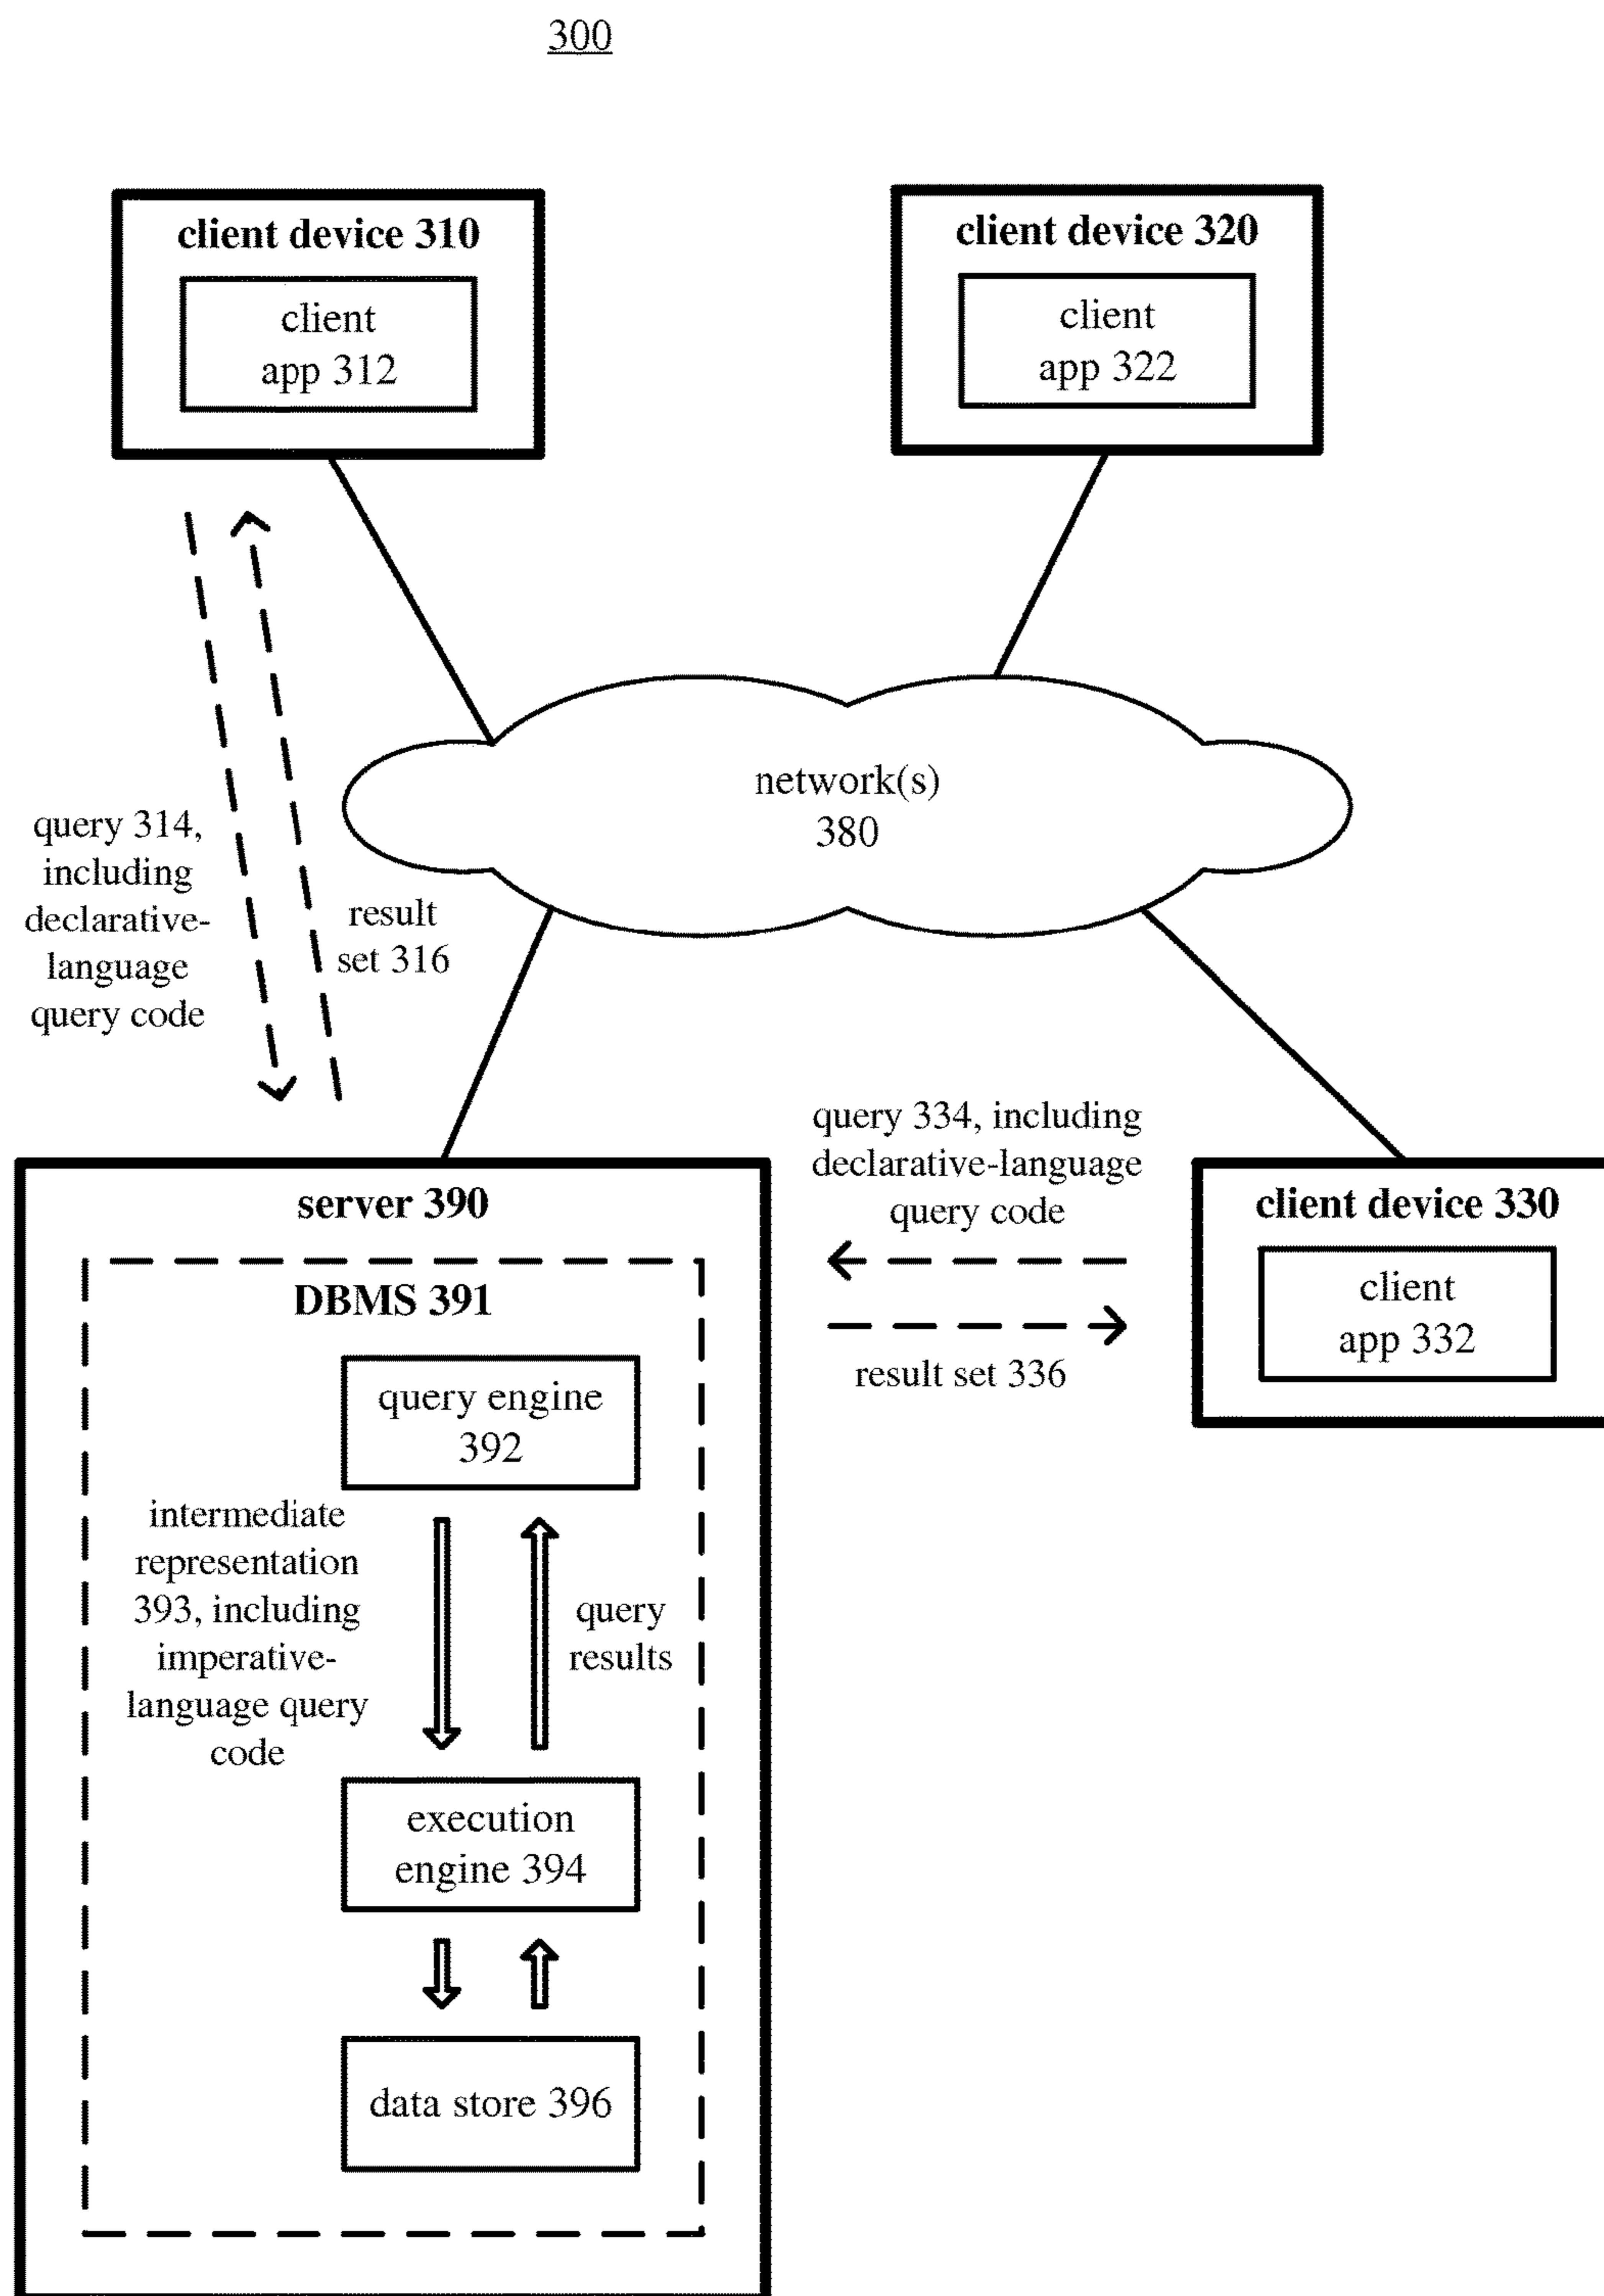 300
client device 310
client
app 312
client device 320
client
app 322
network(s)
380
query 314,
including
declarative-
language
query code
result
set 316
query 334, including
declarative-language
query code
result set 336
client device 330
client
app 332
server 390
DBMS 391
query engine
392
intermediate
representation
393, including
imperative-
language query
code
query
results
execution
engine 394
data store 396